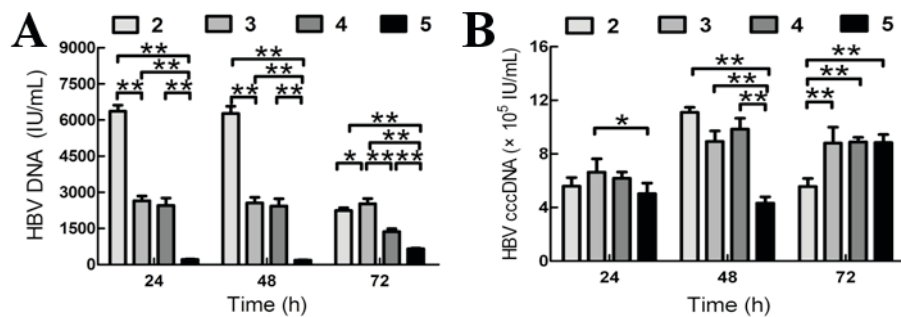 A
2 3 4 5
HBV DNA (IU/mL)
9000
7500
6000
4500
3000
1500
0
** ** ** **
** ** ** **
** ** * ** **
24 48 72
Time (h)
B
2 3 4 5
HBV cccDNA (× 10⁵ IU/mL)
16
12
8
4
0
*
** ** **
** ** **
24 48 72
Time (h)